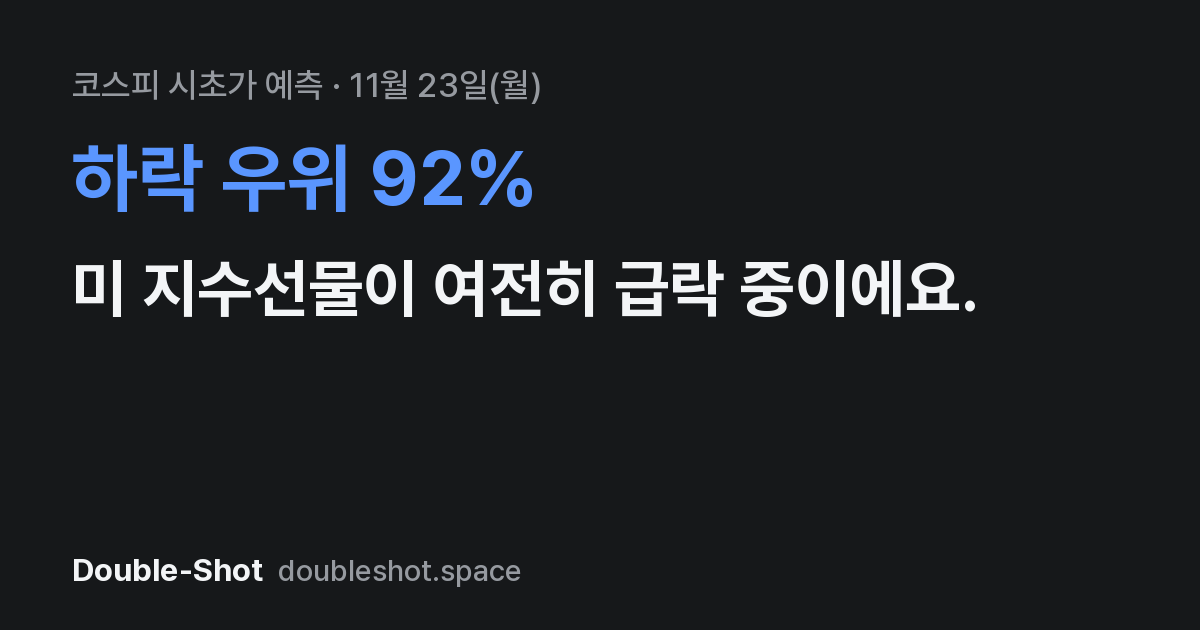 코스피 시초가 예측 · 11월 23일(월)
하락 우위 92%
미 지수선물이 여전히 급락 중이에요.
Double-Shot doubleshot.space